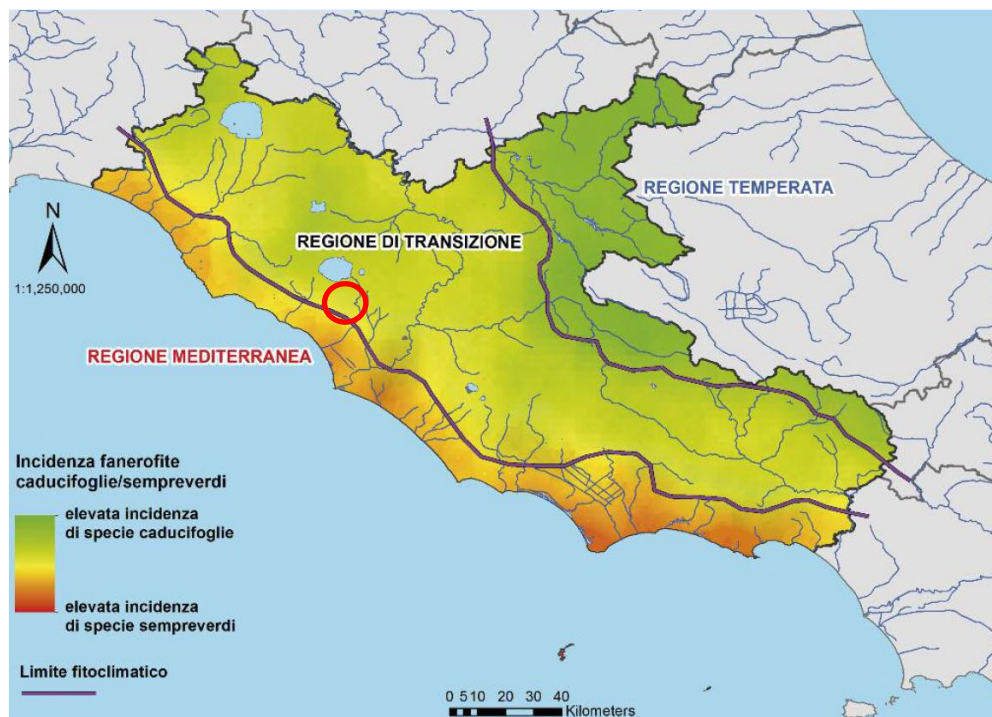 REGIONE TEMPERATA
N
REGIONE DI TRANSIZIONE
1:1,250,000
REGIONE MEDITERRANEA
Incidenza fanerofite
caducifoglie/sempreverdi
elevata incidenza
di specie caducifoglie
elevata incidenza
di specie sempreverdi
Limite fitoclimatico
0 5 10 20 30 40
Kilometers